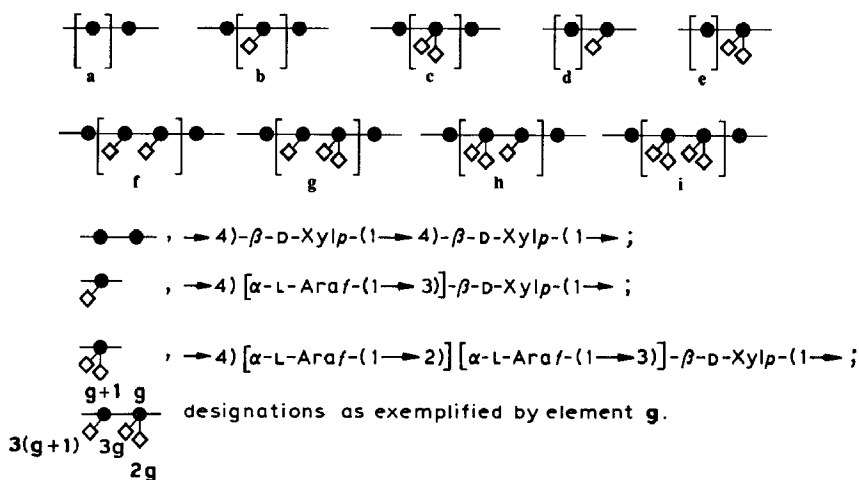 a b c d e
f g h i
, → 4)-β-D-Xylp-(1 → 4)-β-D-Xylp-(1 → ;
, → 4) [α-L-Araf-(1 → 3)]-β-D-Xylp-(1 → ;
, → 4) [α-L-Araf-(1 → 2)] [α-L-Araf-(1 → 3)]-β-D-Xylp-(1 → ;
g+1 g
designations as exemplified by element g.
3(g+1) 3g
2g